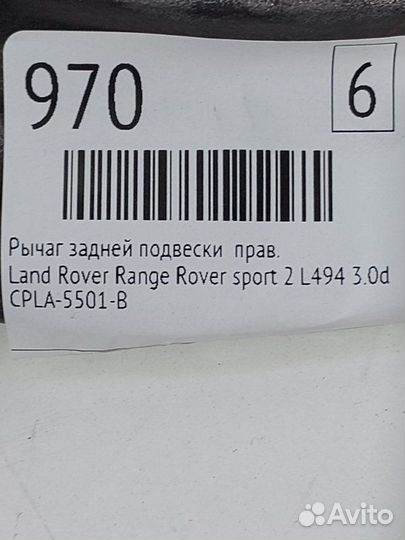 970
6
Рычаг задней подвески прав.
Land Rover Range Rover sport 2 L494 3.0d
CPLA-5501-B
Avito